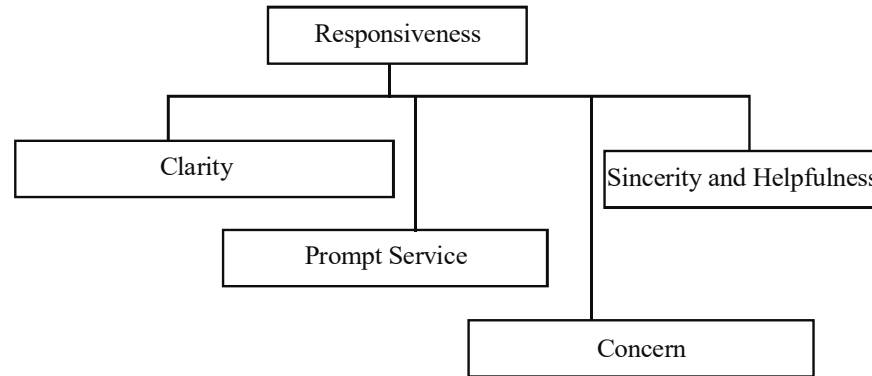 Responsiveness
Clarity
Sincerity and Helpfulness
Prompt Service
Concern